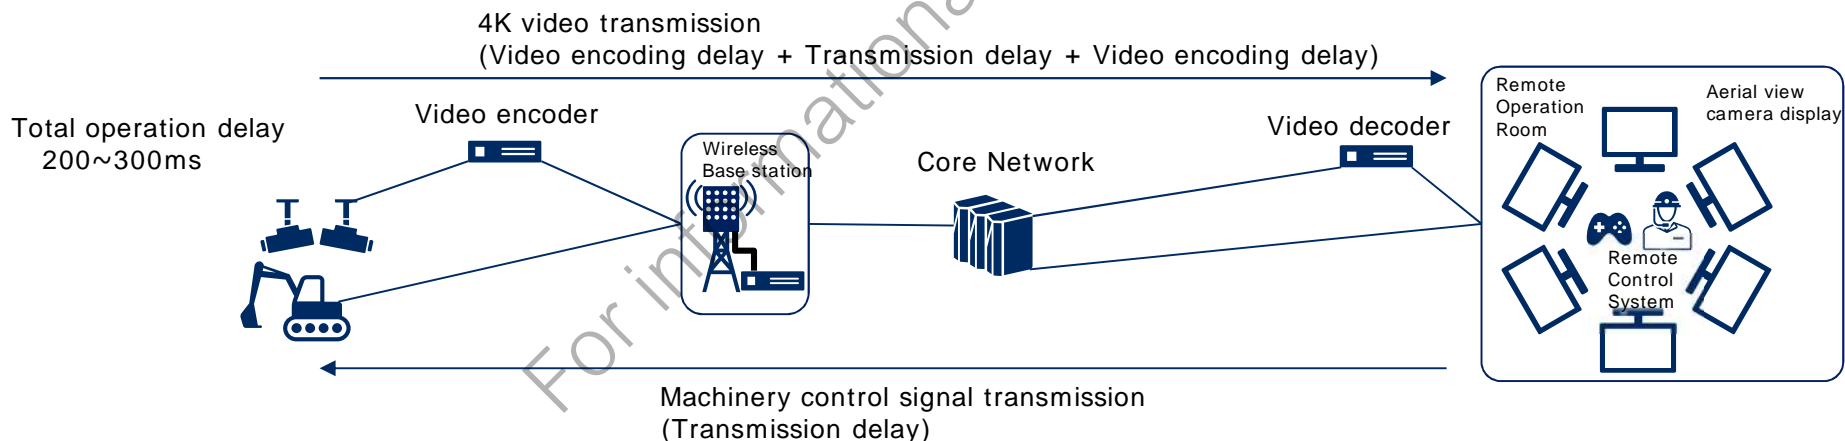 4K video transmission
(Video encoding delay + Transmission delay + Video encoding delay)
Total operation delay
200~300ms
Video encoder
Wireless
Base station
Core Network
Video decoder
Remote
Operation
Room
Aerial view
camera display
Remote
Control
System
Machinery control signal transmission
(Transmission delay)
For informational